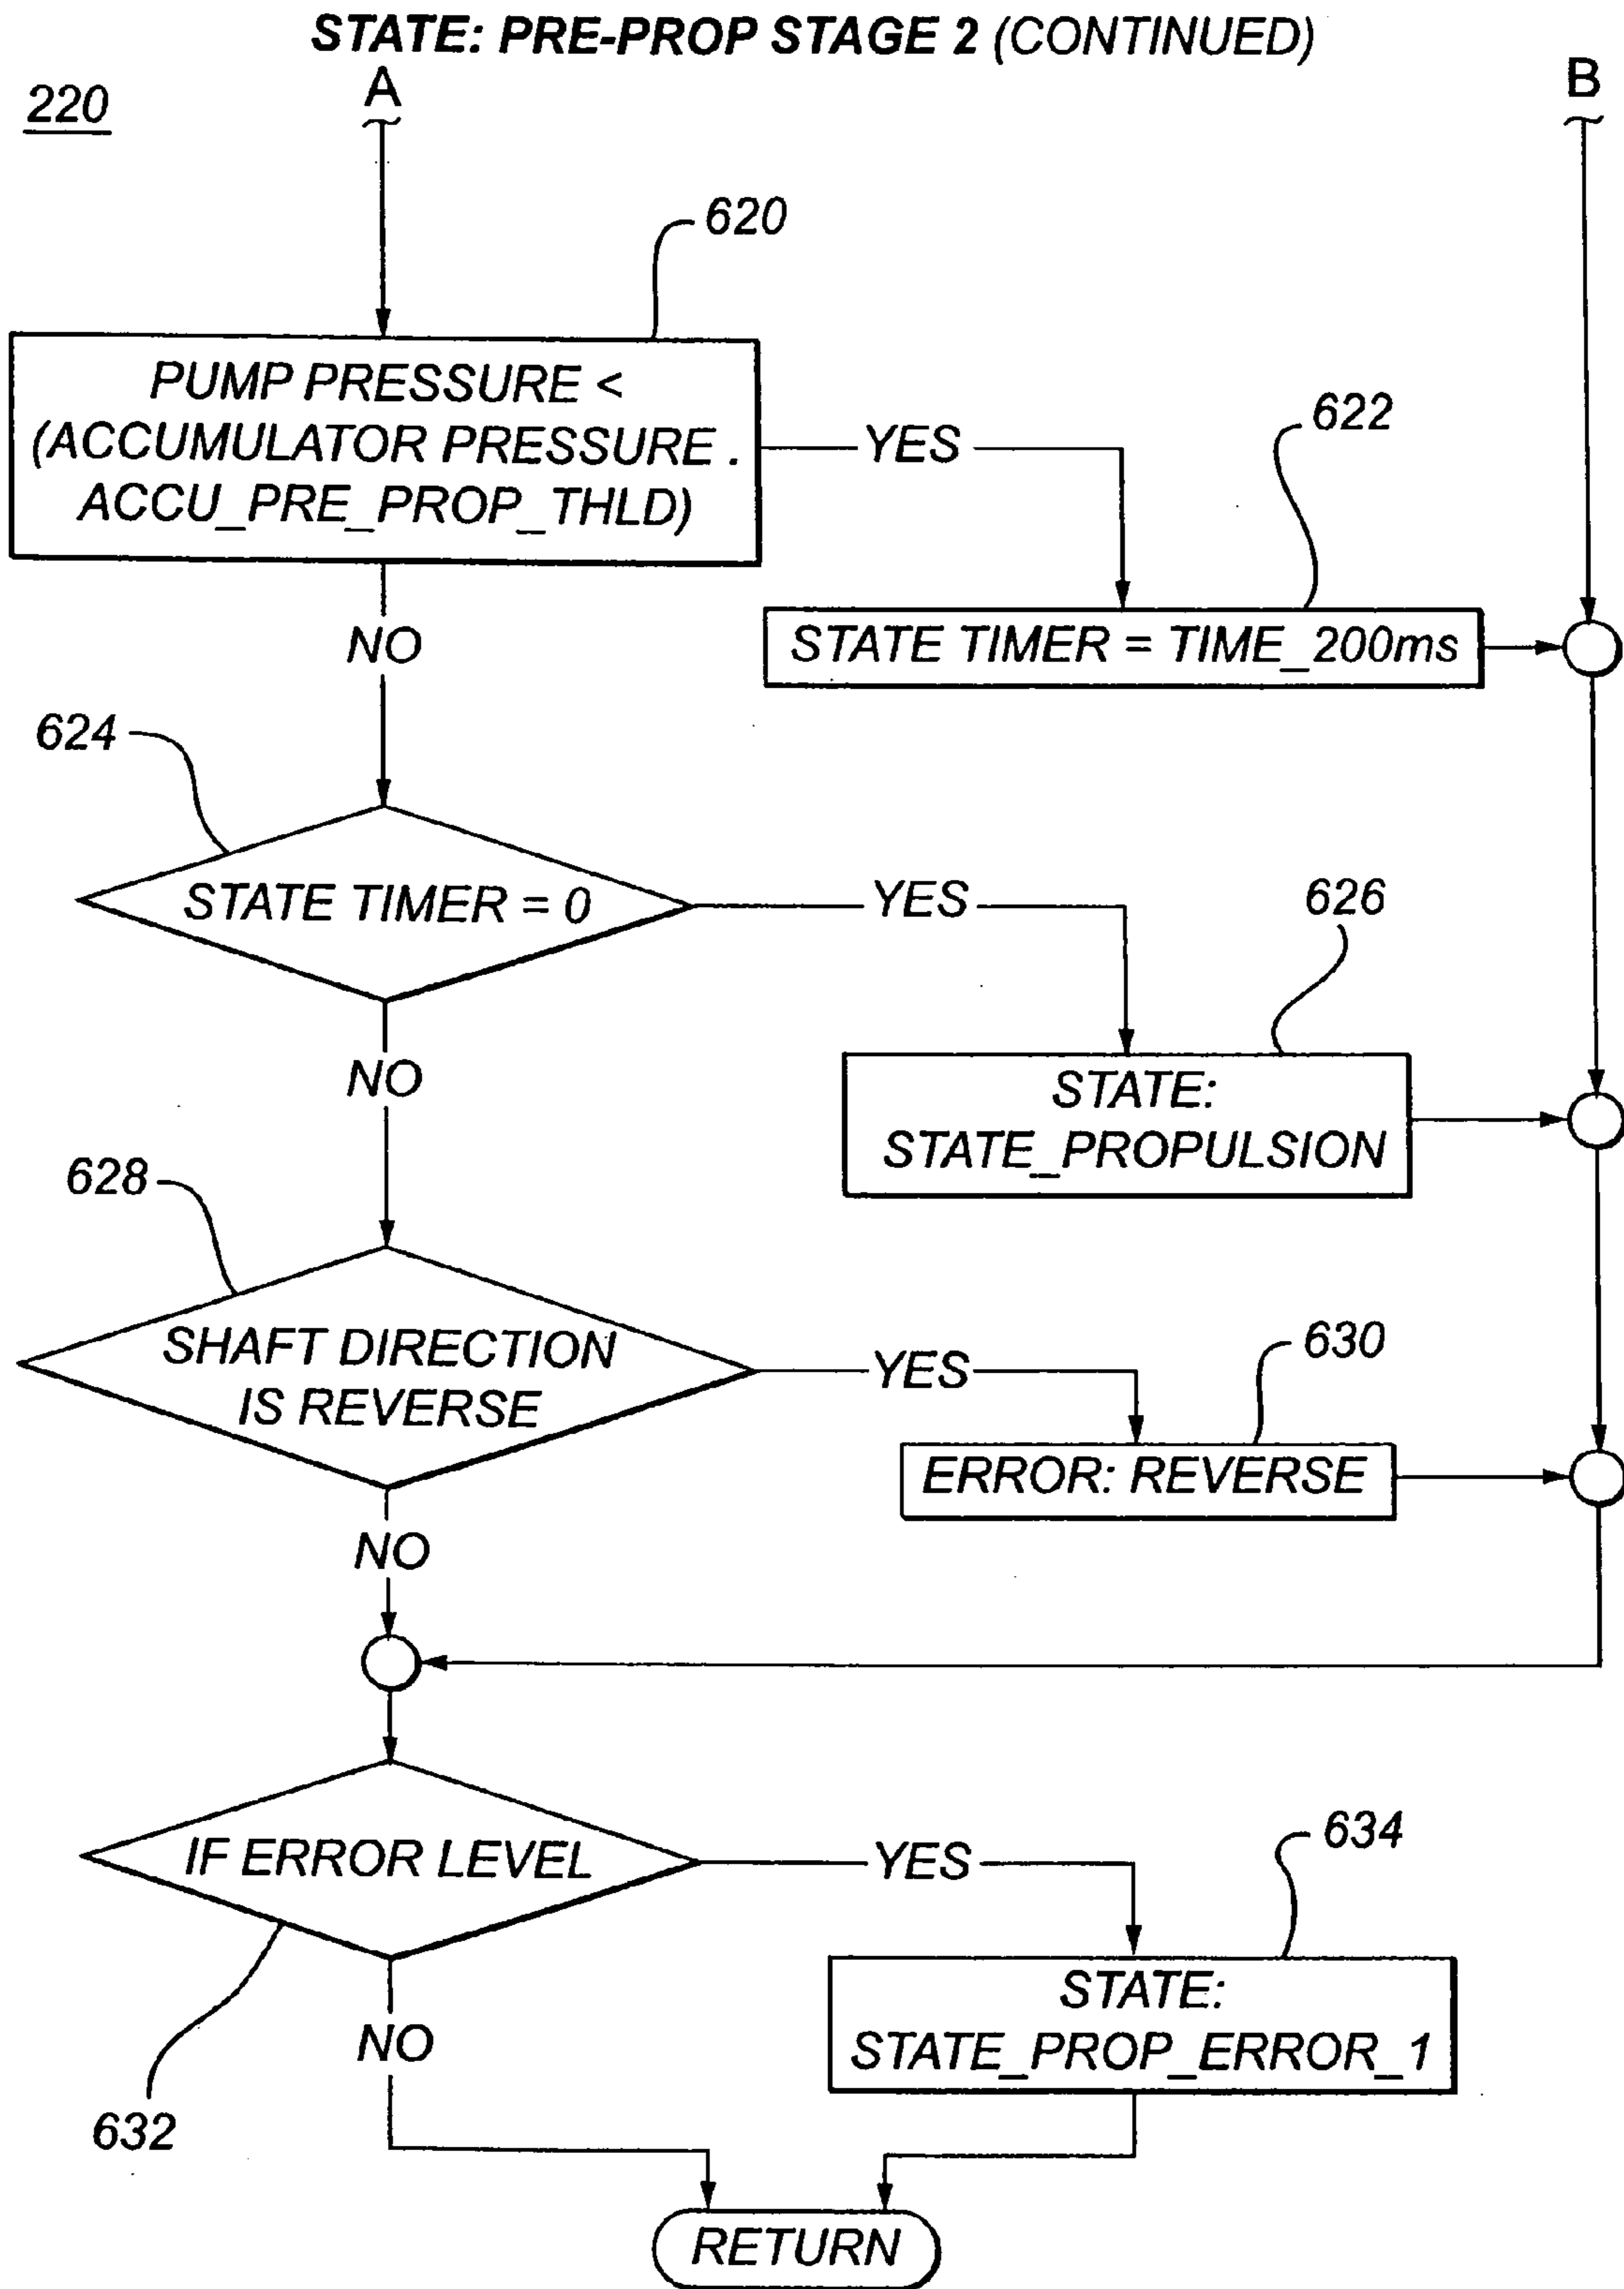 STATE: PRE-PROP STAGE 2 (CONTINUED)
A
B
220
620
PUMP PRESSURE <
(ACCUMULATOR PRESSURE .
ACCU_PRE_PROP_THLD)
YES
622
NO
STATE TIMER = TIME_200ms
624
STATE TIMER = 0
YES
626
NO
STATE:
STATE_PROPULSION
628
SHAFT DIRECTION
IS REVERSE
YES
630
ERROR: REVERSE
NO
IF ERROR LEVEL
YES
634
NO
STATE:
STATE_PROP_ERROR_1
632
RETURN